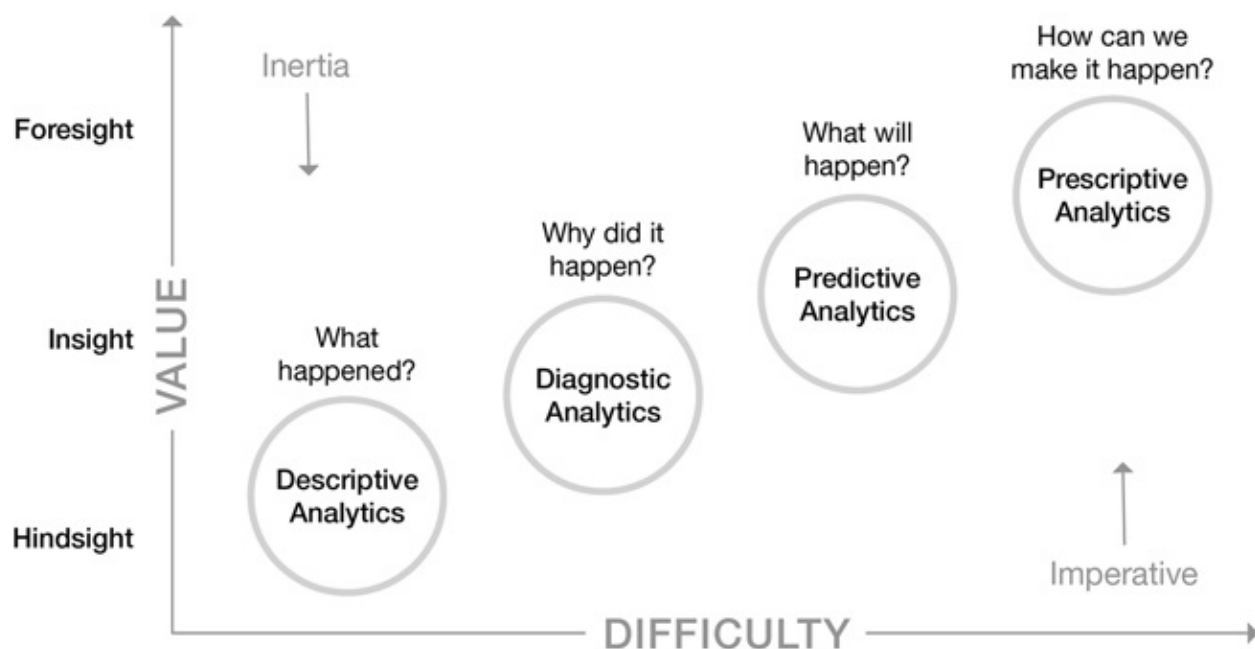 How can we
make it happen?
Inertia
Foresight
What will
happen?
Prescriptive
Analytics
Why did it
happen?
Predictive
Analytics
VALUE
Insight
What
happened?
Diagnostic
Analytics
Descriptive
Analytics
Hindsight
Imperative
DIFFICULTY